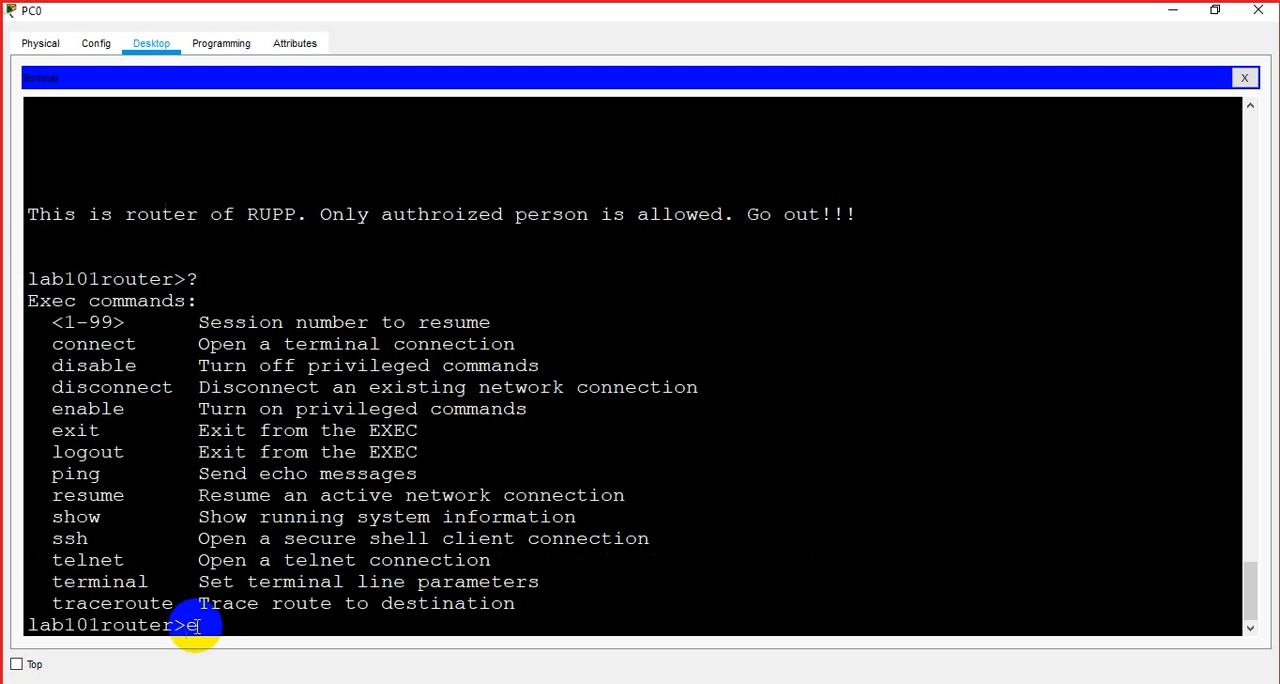 PC0
Physical Config Desktop Programming Attributes
Terminal
X
This is router of RUPP. Only authroized person is allowed. Go out!!!
lab101router>?
Exec commands:
<1-99> Session number to resume
connect Open a terminal connection
disable Turn off privileged commands
disconnect Disconnect an existing network connection
enable Turn on privileged commands
exit Exit from the EXEC
logout Exit from the EXEC
ping Send echo messages
resume Resume an active network connection
show Show running system information
ssh Open a secure shell client connection
telnet Open a telnet connection
terminal Set terminal line parameters
traceroute Trace route to destination
lab101router>e
Top